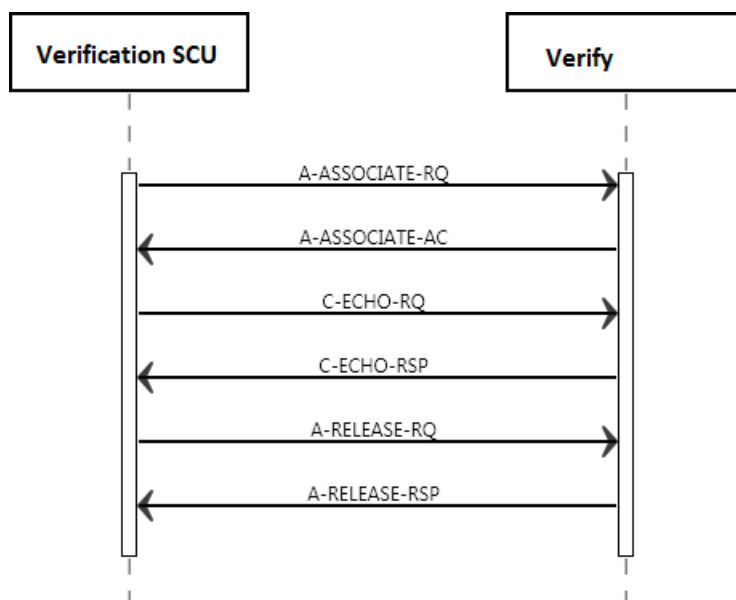 Verification SCU
Verify
A-ASSOCIATE-RQ
A-ASSOCIATE-AC
C-ECHO-RQ
C-ECHO-RSP
A-RELEASE-RQ
A-RELEASE-RSP